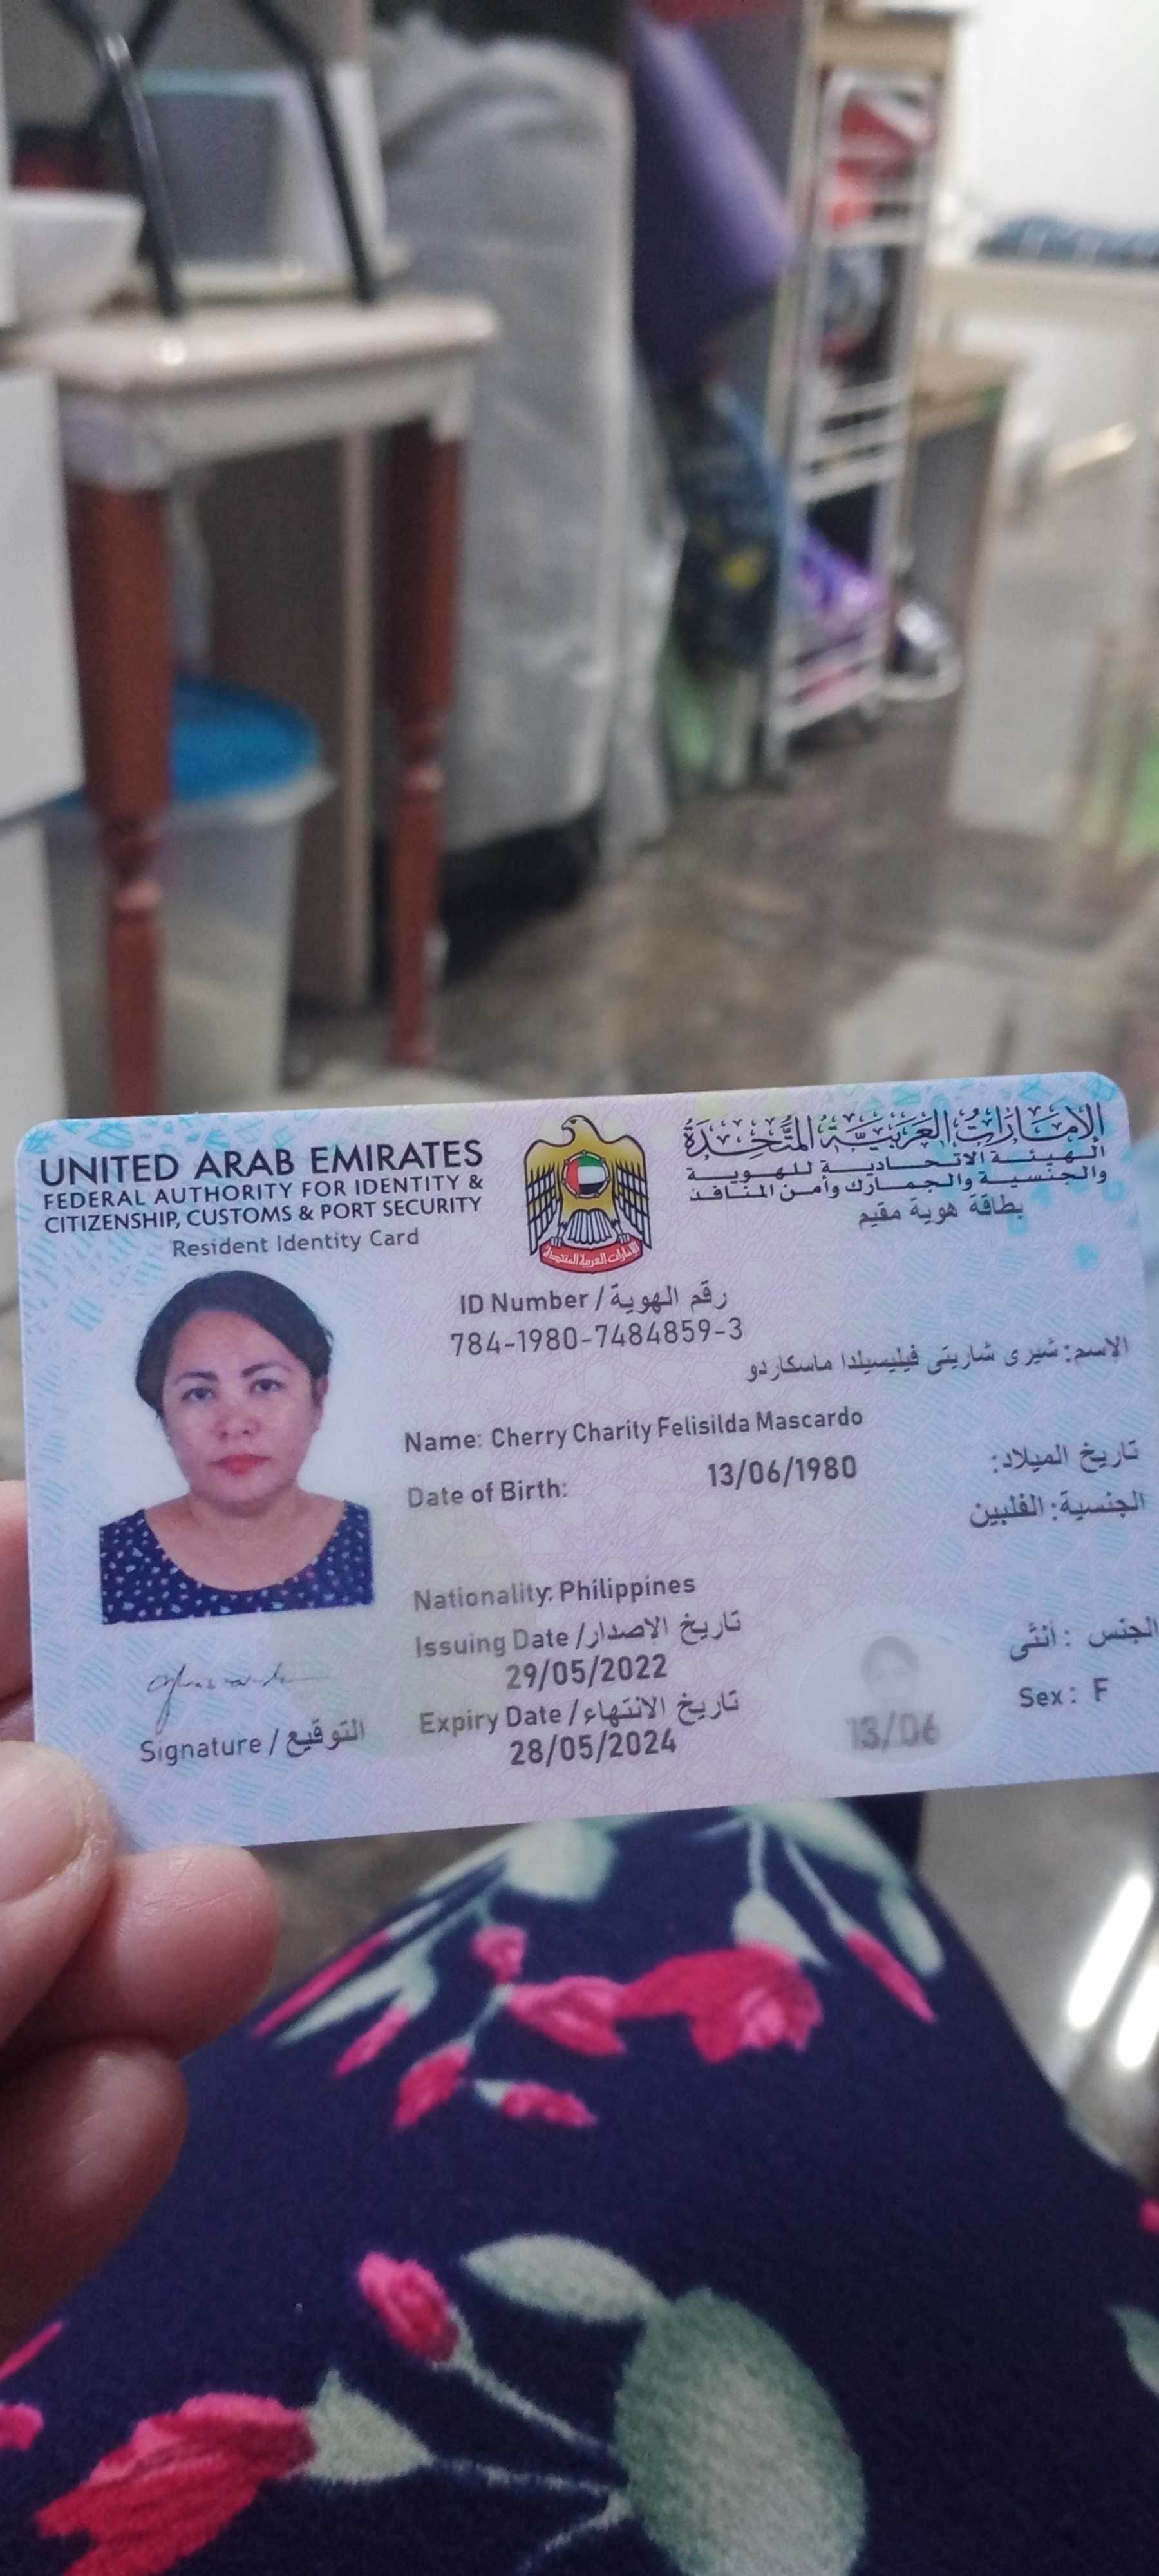 UNITED ARAB EMIRATES
FEDERAL AUTHORITY FOR IDENTITY &
CITIZENSHIP, CUSTOMS & PORT SECURITY
Resident Identity Card
الإمارات العربية المتحدة
الإمارات العربية المتحدة
الهيئة الاتحادية للهوية
والجنسية والجمارك وأمن المنافذ
بطاقة هوية مقيم
ID Number / رقم الهوية
784-1980-7484859-3
الاسم: شيري شاريتي فيليسيلدا ماسكاردو
Name: Cherry Charity Felisilda Mascardo
Date of Birth: 13/06/1980 تاريخ الميلاد:
الجنسية: الفلبين
Nationality: Philippines
Issuing Date / تاريخ الإصدار
29/05/2022
الجنس : أنثى
Expiry Date / تاريخ الانتهاء
28/05/2024
Sex: F
13/06
Signature / التوقيع